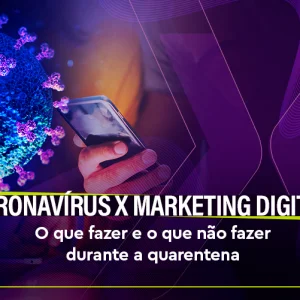 RONAVÍRUS X MARKETING DIGIT
O que fazer e o que não fazer
durante a quarentena